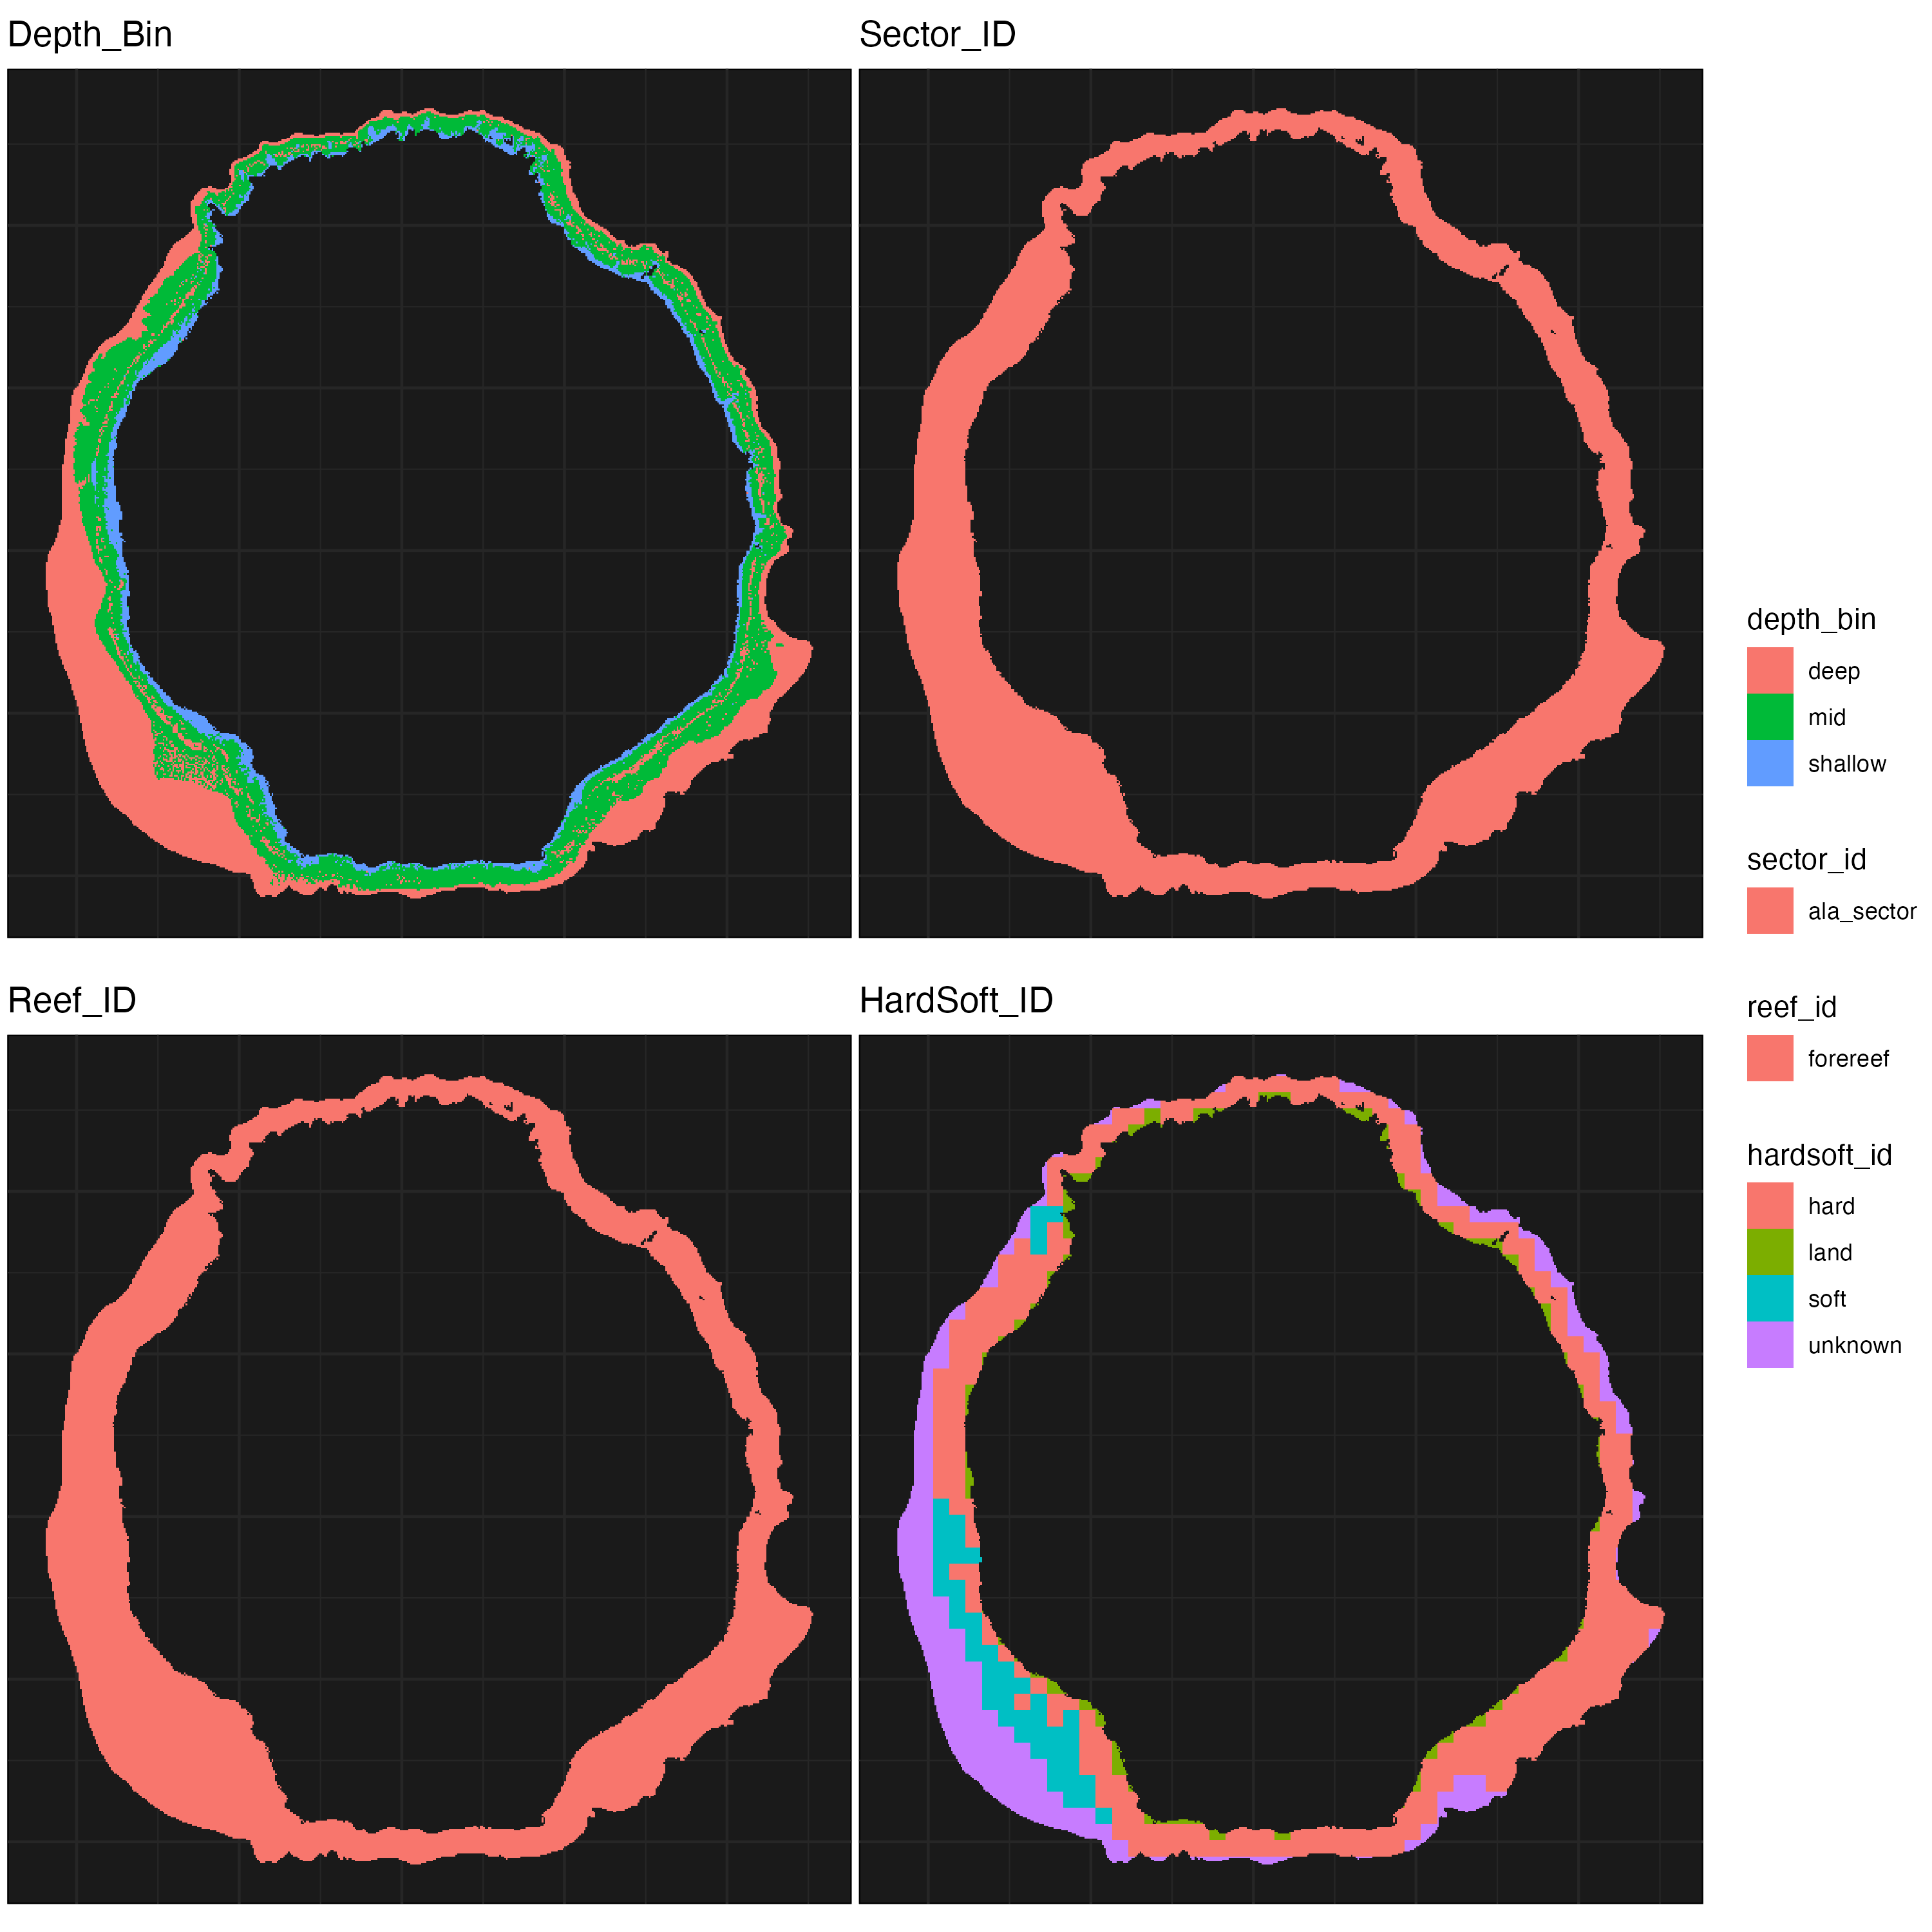 Depth_Bin
Sector_ID
depth_bin
deep
mid
shallow
sector_id
ala_sector
Reef_ID
HardSoft_ID
reef_id
forereef
hardsoft_id
hard
land
soft
unknown